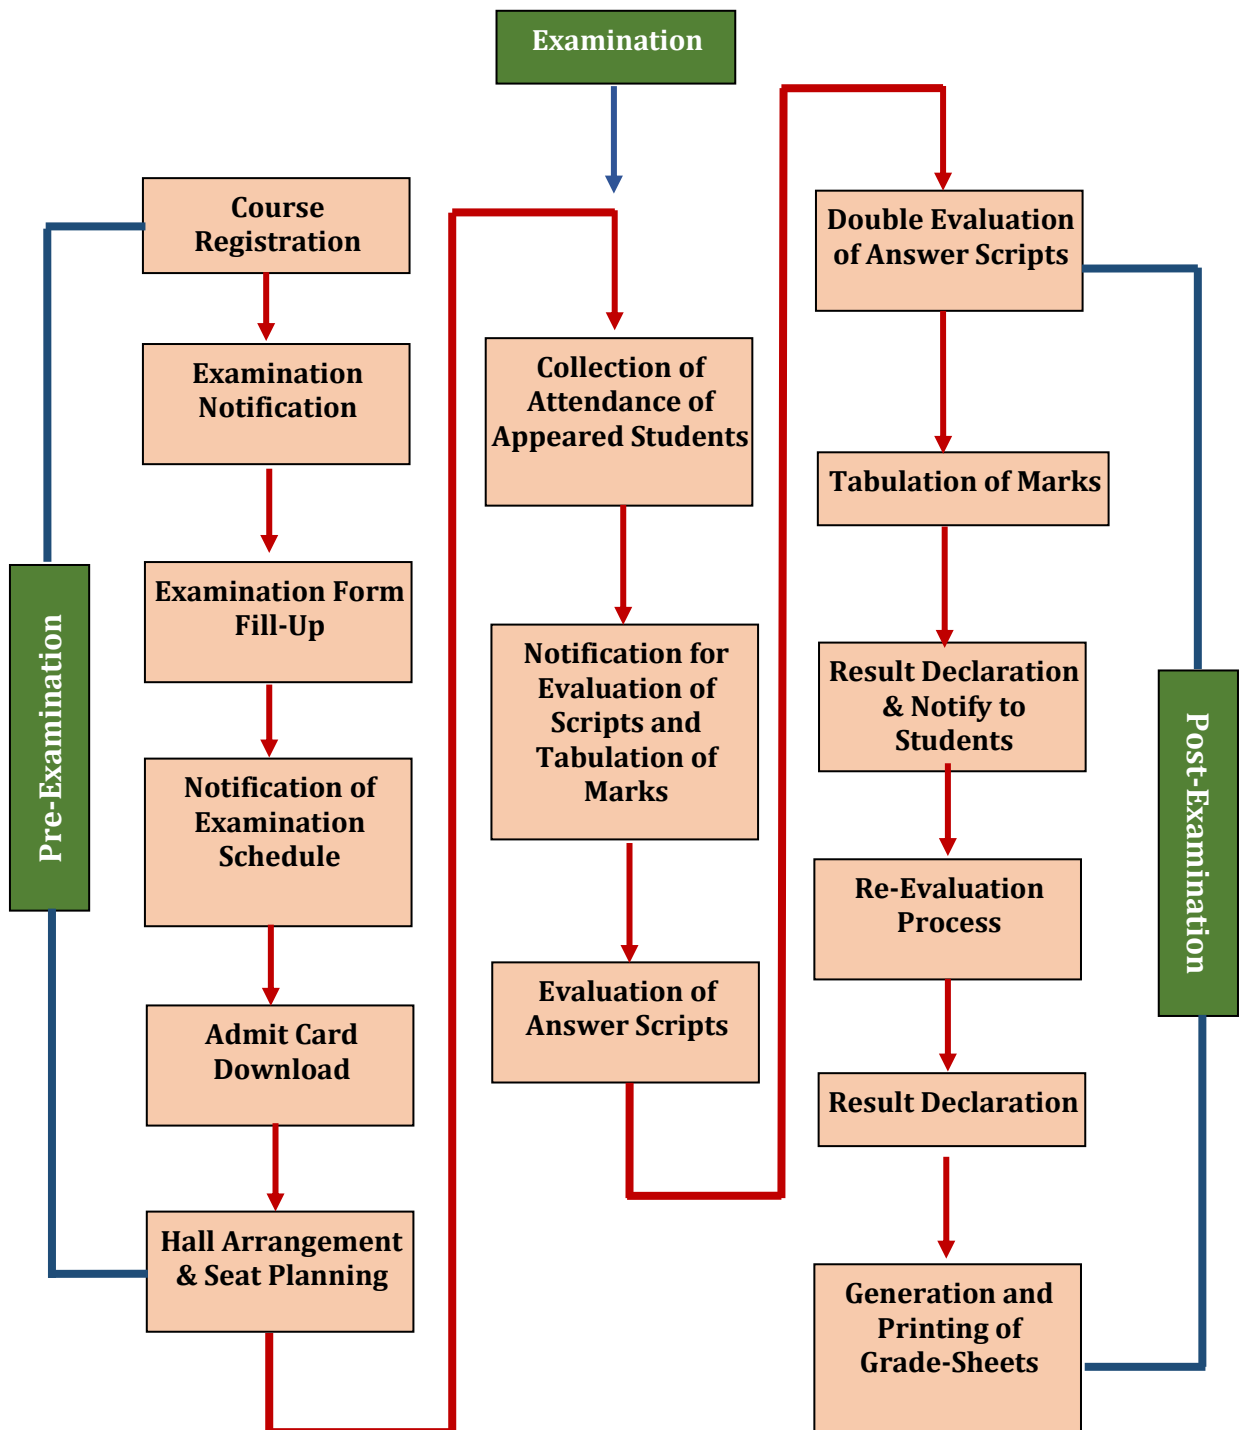 Examination
Pre-Examination
Course
Registration
Examination
Notification
Examination Form
Fill-Up
Notification of
Examination
Schedule
Admit Card
Download
Hall Arrangement
& Seat Planning
Collection of
Attendance of
Appeared Students
Notification for
Evaluation of
Scripts and
Tabulation of
Marks
Evaluation of
Answer Scripts
Double Evaluation
of Answer Scripts
Tabulation of Marks
Result Declaration
& Notify to
Students
Re-Evaluation
Process
Result Declaration
Generation and
Printing of
Grade-Sheets
Post-Examination